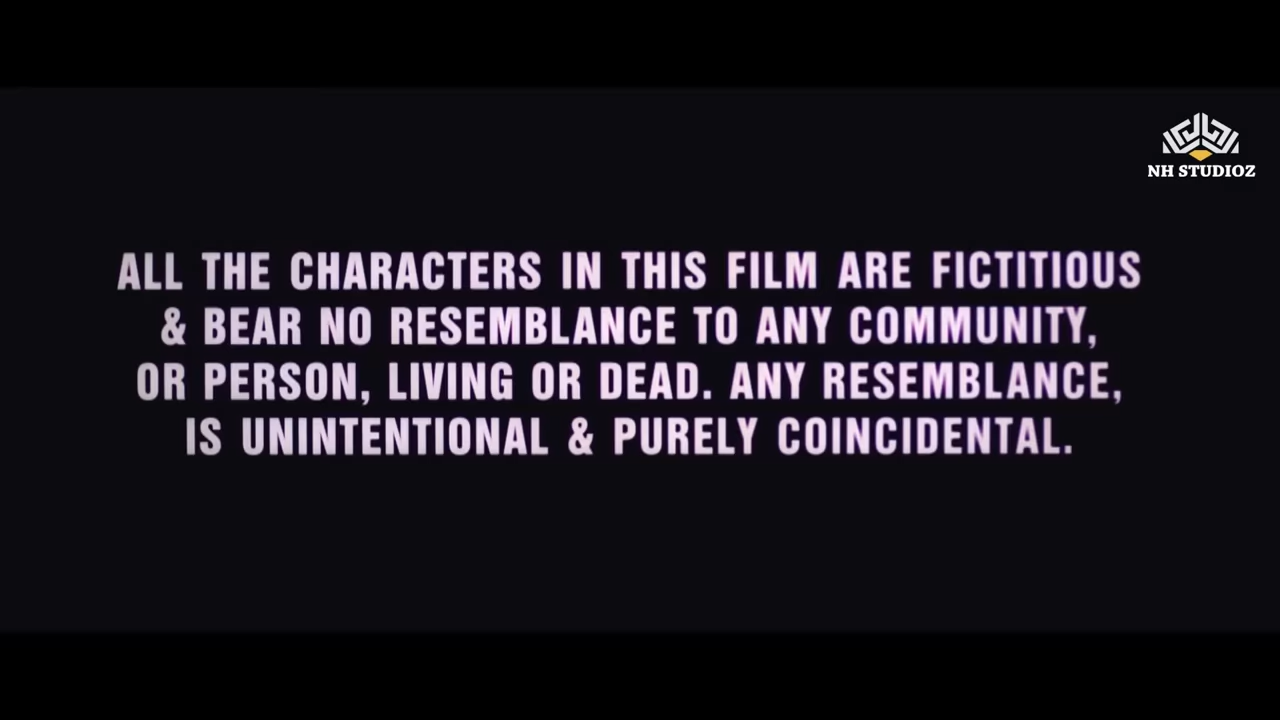 NH STUDIOZ
ALL THE CHARACTERS IN THIS FILM ARE FICTITIOUS
& BEAR NO RESEMBLANCE TO ANY COMMUNITY,
OR PERSON, LIVING OR DEAD. ANY RESEMBLANCE,
IS UNINTENTIONAL & PURELY COINCIDENTAL.